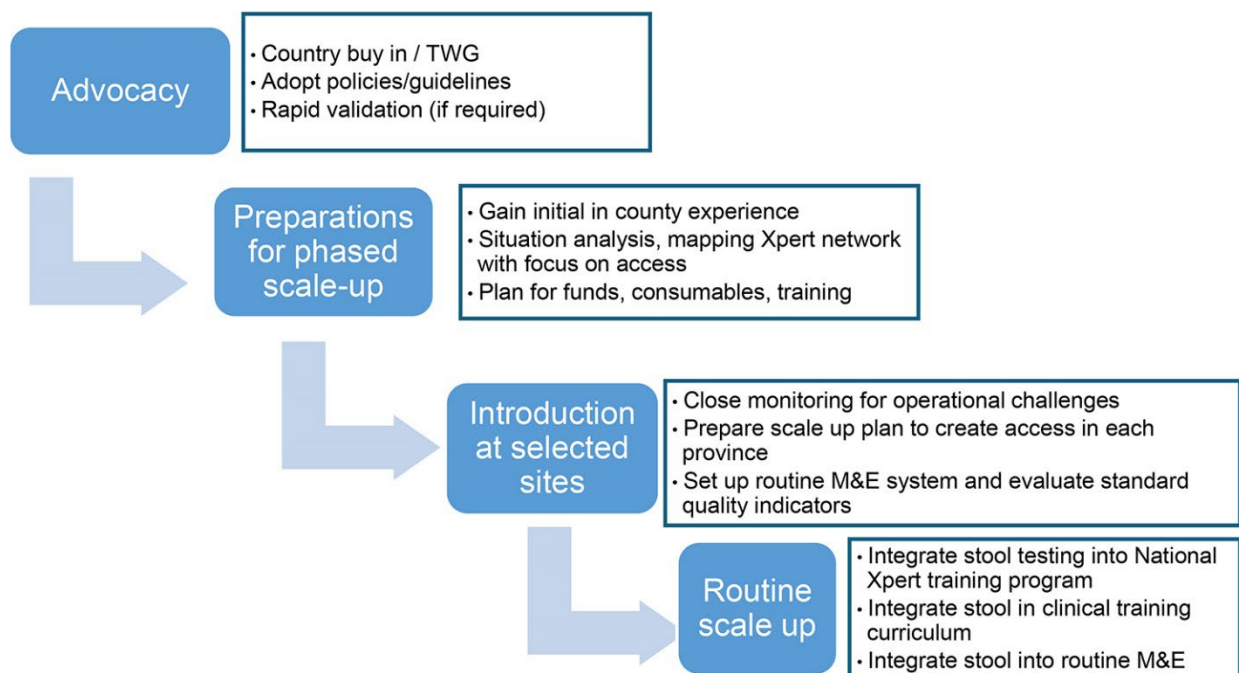 Advocacy
• Country buy in / TWG
• Adopt policies/guidelines
• Rapid validation (if required)
Preparations
for phased
scale-up
• Gain initial in county experience
• Situation analysis, mapping Xpert network
with focus on access
• Plan for funds, consumables, training
Introduction
at selected
sites
• Close monitoring for operational challenges
• Prepare scale up plan to create access in each
province
• Set up routine M&E system and evaluate standard
quality indicators
Routine
scale up
• Integrate stool testing into National
Xpert training program
• Integrate stool in clinical training
curriculum
• Integrate stool into routine M&E